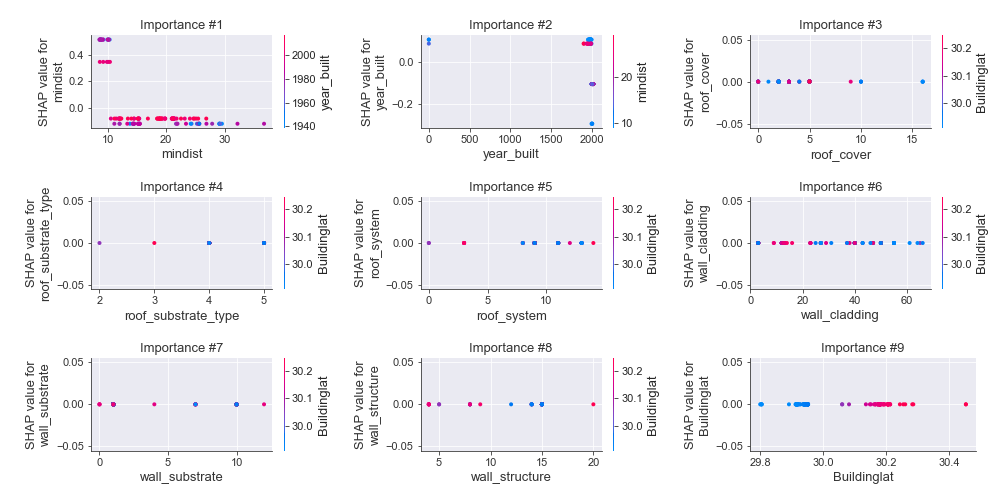 Importance #1
SHAP value for
mindist
0.4
0.2
0.0
10
20
30
mindist
2000
1980
1960
1940
year_built
Importance #2
SHAP value for
year_built
0.0
−0.2
0
500
1000
1500
2000
year_built
20
10
mindist
Importance #3
SHAP value for
roof_cover
0.05
0.00
−0.05
0
5
10
15
roof_cover
30.2
30.1
30.0
Buildinglat
Importance #4
SHAP value for
roof_substrate_type
0.05
0.00
−0.05
2
3
4
5
roof_substrate_type
30.2
30.1
30.0
Buildinglat
Importance #5
SHAP value for
roof_system
0.05
0.00
−0.05
0
10
roof_system
30.2
30.1
30.0
Buildinglat
Importance #6
SHAP value for
wall_cladding
0.05
0.00
−0.05
0
20
40
60
wall_cladding
30.2
30.1
30.0
Buildinglat
Importance #7
SHAP value for
wall_substrate
0.05
0.00
−0.05
0
5
10
wall_substrate
30.2
30.1
30.0
Buildinglat
Importance #8
SHAP value for
wall_structure
0.05
0.00
−0.05
5
10
15
20
wall_structure
30.2
30.1
30.0
Buildinglat
Importance #9
SHAP value for
Buildinglat
0.05
0.00
−0.05
29.8
30.0
30.2
30.4
Buildinglat